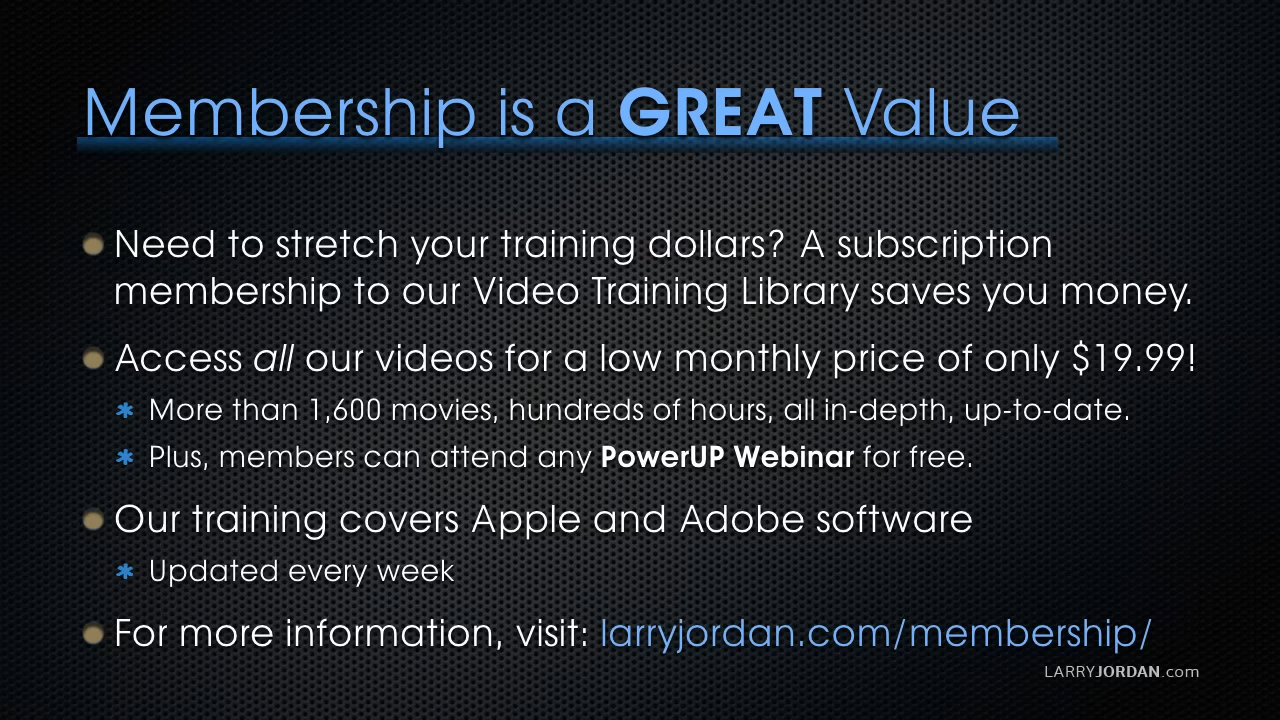 Membership is a GREAT Value
Need to stretch your training dollars? A subscription
membership to our Video Training Library saves you money.
Access all our videos for a low monthly price of only $19.99!
More than 1,600 movies, hundreds of hours, all in-depth, up-to-date.
Plus, members can attend any PowerUP Webinar for free.
Our training covers Apple and Adobe software
Updated every week
For more information, visit: larryjordan.com/membership/
LARRYJORDAN.com